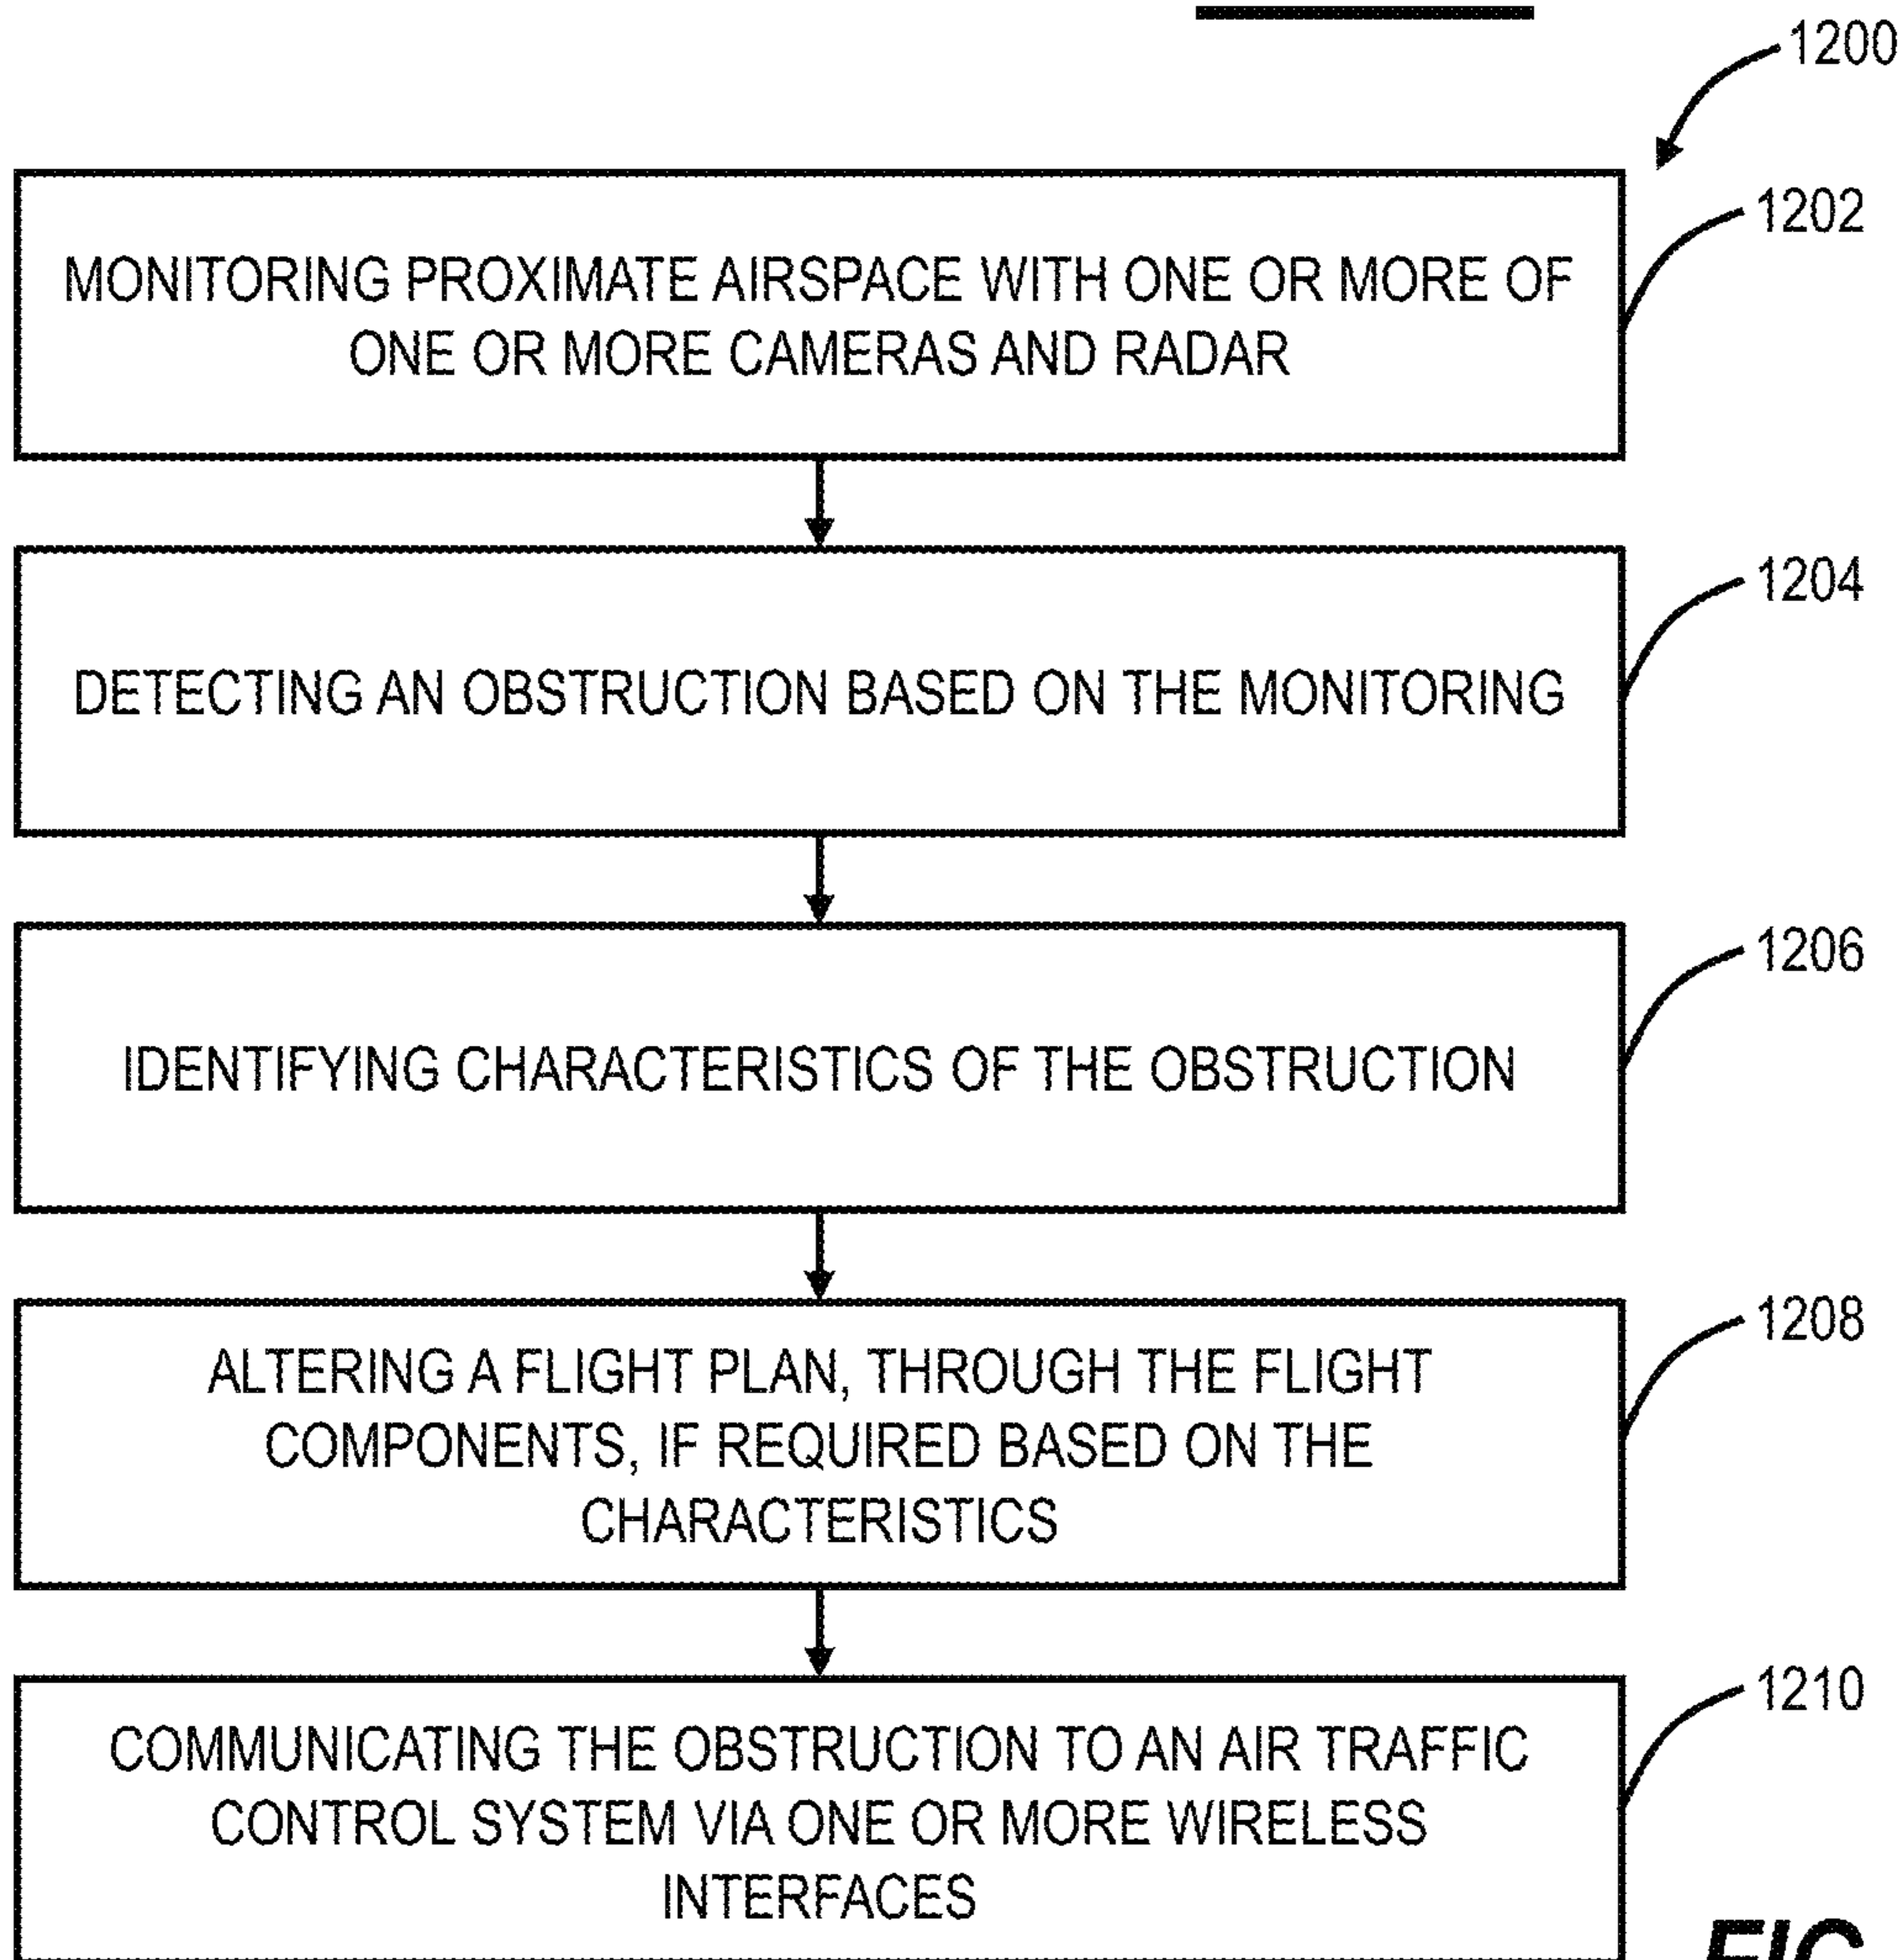 1200
1202
MONITORING PROXIMATE AIRSPACE WITH ONE OR MORE OF
ONE OR MORE CAMERAS AND RADAR
1204
DETECTING AN OBSTRUCTION BASED ON THE MONITORING
1206
IDENTIFYING CHARACTERISTICS OF THE OBSTRUCTION
1208
ALTERING A FLIGHT PLAN, THROUGH THE FLIGHT
COMPONENTS, IF REQUIRED BASED ON THE
CHARACTERISTICS
1210
COMMUNICATING THE OBSTRUCTION TO AN AIR TRAFFIC
CONTROL SYSTEM VIA ONE OR MORE WIRELESS
INTERFACES